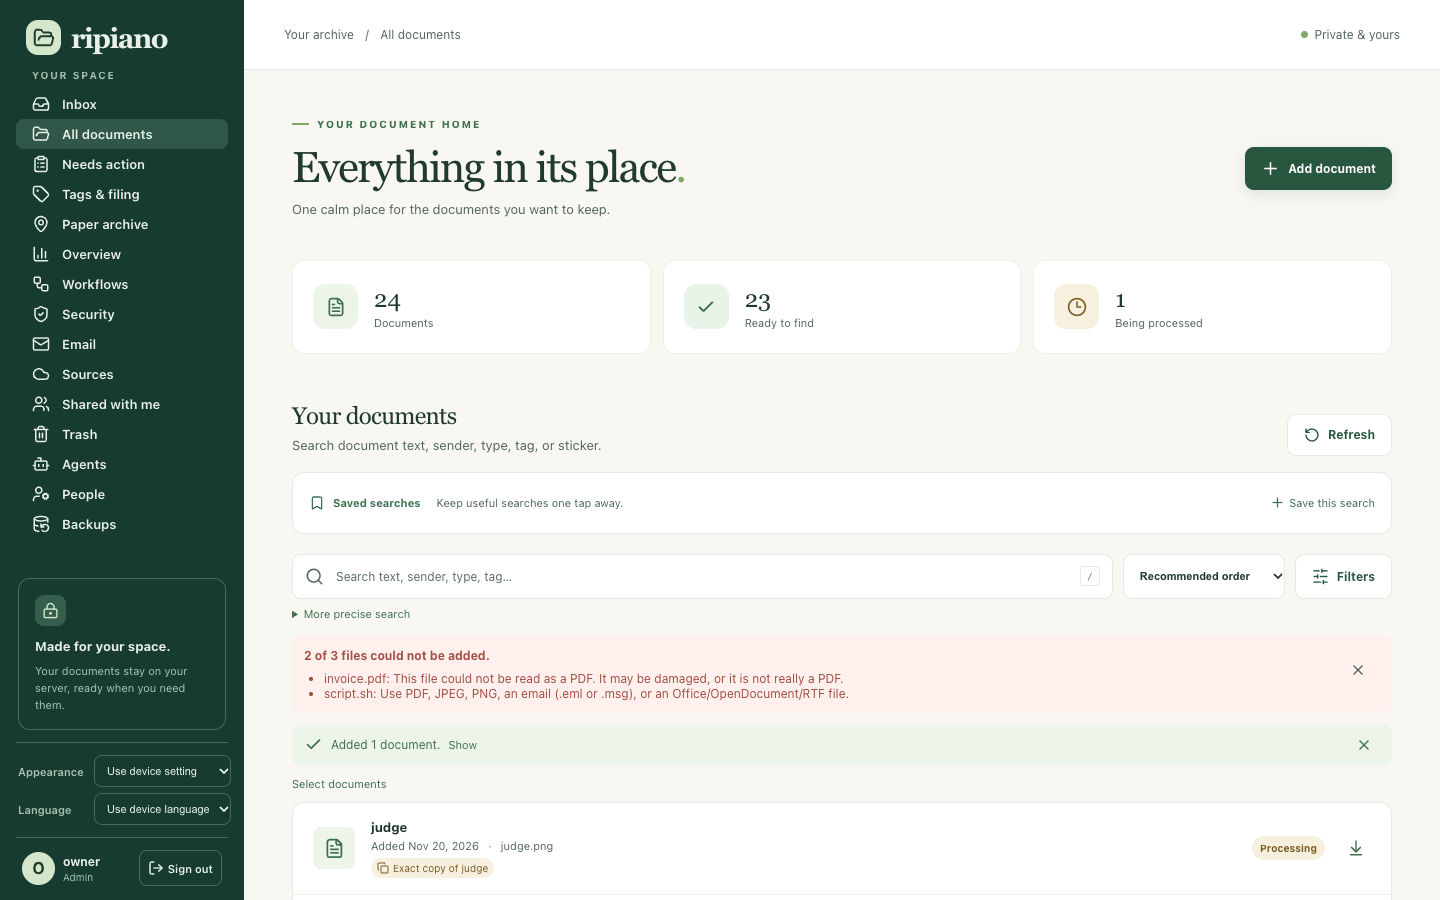 ripiano
YOUR SPACE
Inbox
All documents
Needs action
Tags & filing
Paper archive
Overview
Workflows
Security
Email
Sources
Shared with me
Trash
Agents
People
Backups
Made for your space.
Your documents stay on your
server, ready when you need
them.
Appearance
Use device setting
Language
Use device language
O
owner
Admin
Sign out
Your archive / All documents
Private & yours
YOUR DOCUMENT HOME
Everything in its place.
One calm place for the documents you want to keep.
Add document
24
Documents
23
Ready to find
1
Being processed
Your documents
Search document text, sender, type, tag, or sticker.
Refresh
Saved searches Keep useful searches one tap away.
Save this search
Search text, sender, type, tag...
/
Recommended order
Filters
More precise search
2 of 3 files could not be added.
• invoice.pdf: This file could not be read as a PDF. It may be damaged, or it is not really a PDF.
• script.sh: Use PDF, JPEG, PNG, an email (.eml or .msg), or an Office/OpenDocument/RTF file.
Added 1 document. Show
Select documents
judge
Added Nov 20, 2026 · judge.png
Exact copy of judge
Processing